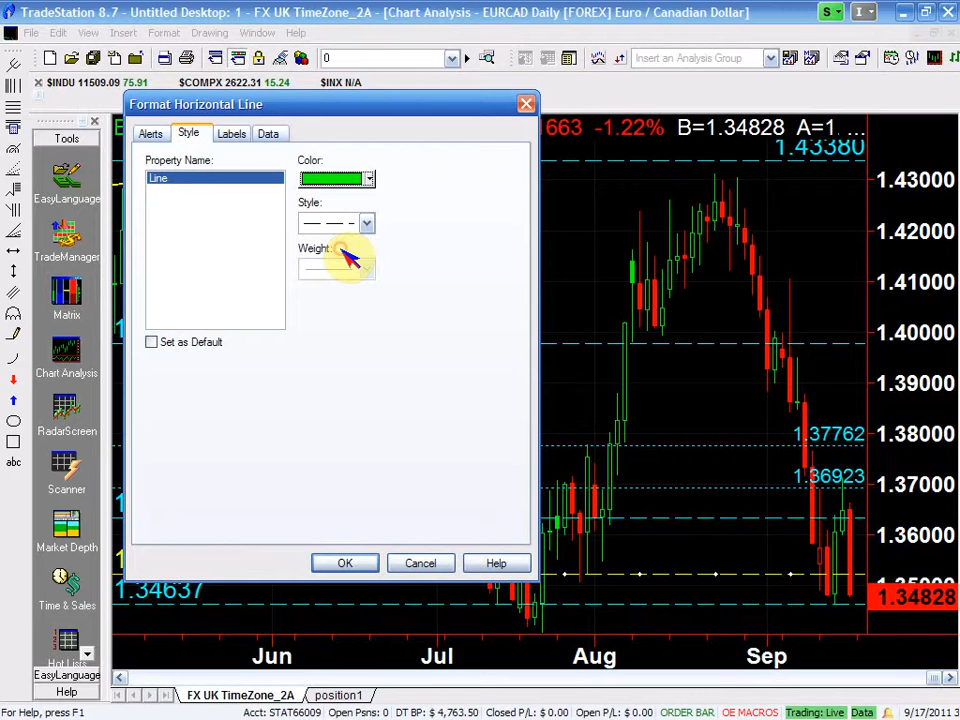 TradeStation 8.7 - Untitled Desktop: 1 - FX UK TimeZone_2A - [Chart Analysis - EURCAD Daily [FOREX] Euro / Canadian Dollar]
S
I
File Edit View Insert Format Drawing Window Help
0
Insert an Analysis Group
$INDU 11509.09 75.91 $COMPX 2622.31 15.24 $INX N/A
Format Horizontal Line
1663 -1.22% B=1.34828 A=1. ...
Tools
Alerts Style Labels Data
1.43380
Property Name:
Color:
Line
1.43000
EasyLanguage
Style:
1.42000
TradeManager
Weight:
1.41000
Matrix
1.40000
Set as Default
Chart Analysis
1.39000
RadarScreen
1.37762
1.38000
1.36923
1.37000
Scanner
1.36000
Market Depth
OK Cancel Help
1.34637
1.34828
Time & Sales
Jun Jul Aug Sep
Hot Lists
EasyLanguage
Help
FX UK TimeZone_2A position1
For Help, press F1
Acct: STAT66009 Open Psns: 0 DT BP: $ 4,763.50 Closed P/L: $ 0.00 Open P/L: $ 0.00 ORDER BAR OE MACROS Trading: Live Data 9/17/2011 3
abc